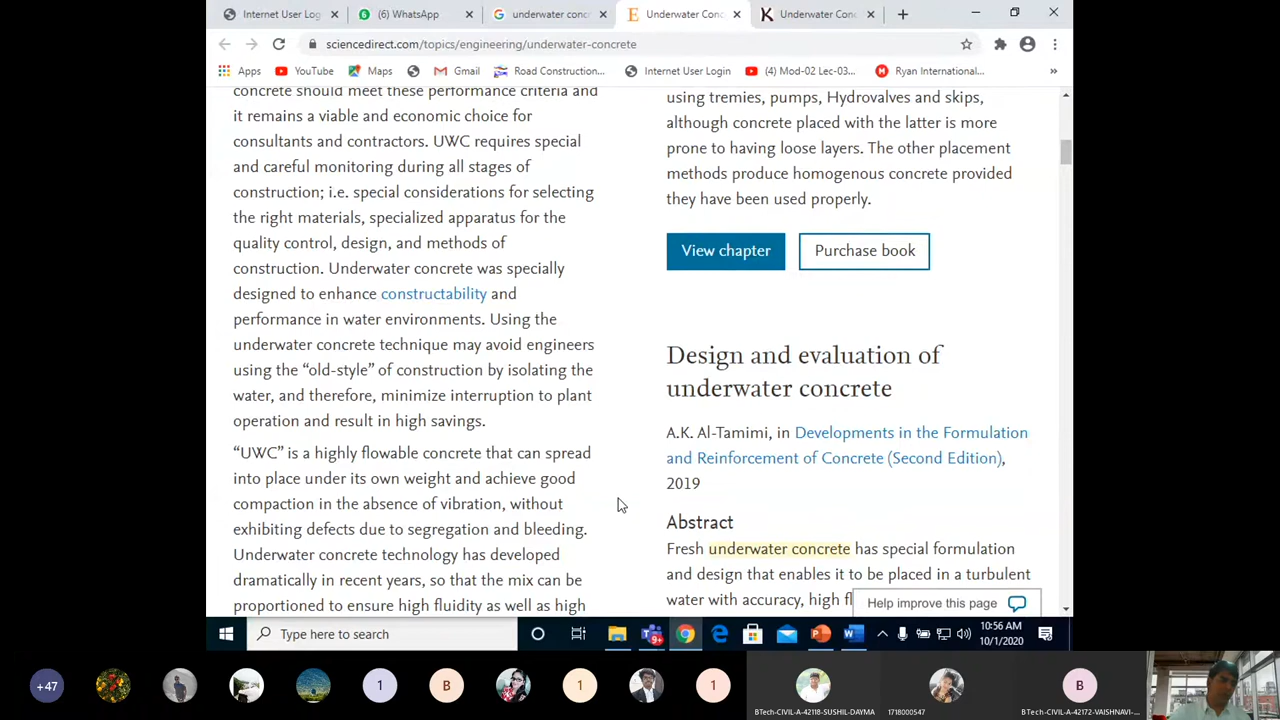 Internet User Log
(6) WhatsApp
underwater concr
Underwater Conc
Underwater Conc
sciencedirect.com/topics/engineering/underwater-concrete
Apps
YouTube
Maps
Gmail
Road Construction...
Internet User Login
(4) Mod-02 Lec-03...
Ryan International...
concrete should meet these performance criteria and
it remains a viable and economic choice for
consultants and contractors. UWC requires special
and careful monitoring during all stages of
construction; i.e. special considerations for selecting
the right materials, specialized apparatus for the
quality control, design, and methods of
construction. Underwater concrete was specially
designed to enhance constructability and
performance in water environments. Using the
underwater concrete technique may avoid engineers
using the “old-style” of construction by isolating the
water, and therefore, minimize interruption to plant
operation and result in high savings.
“UWC” is a highly flowable concrete that can spread
into place under its own weight and achieve good
compaction in the absence of vibration, without
exhibiting defects due to segregation and bleeding.
Underwater concrete technology has developed
dramatically in recent years, so that the mix can be
proportioned to ensure high fluidity as well as high
using tremies, pumps, Hydrovalves and skips,
although concrete placed with the latter is more
prone to having loose layers. The other placement
methods produce homogenous concrete provided
they have been used properly.
View chapter
Purchase book
Design and evaluation of
underwater concrete
A.K. Al-Tamimi, in Developments in the Formulation
and Reinforcement of Concrete (Second Edition),
2019
Abstract
Fresh underwater concrete has special formulation
and design that enables it to be placed in a turbulent
water with accuracy, high fl
Help improve this page
Type here to search
9+
10:56 AM
10/1/2020
+47
1
B
1
1
B
BTech-CIVIL-A-42118-SUSHIL-DAYMA
1718000547
BTech-CIVIL-A-42172-VAISHNAVI-...